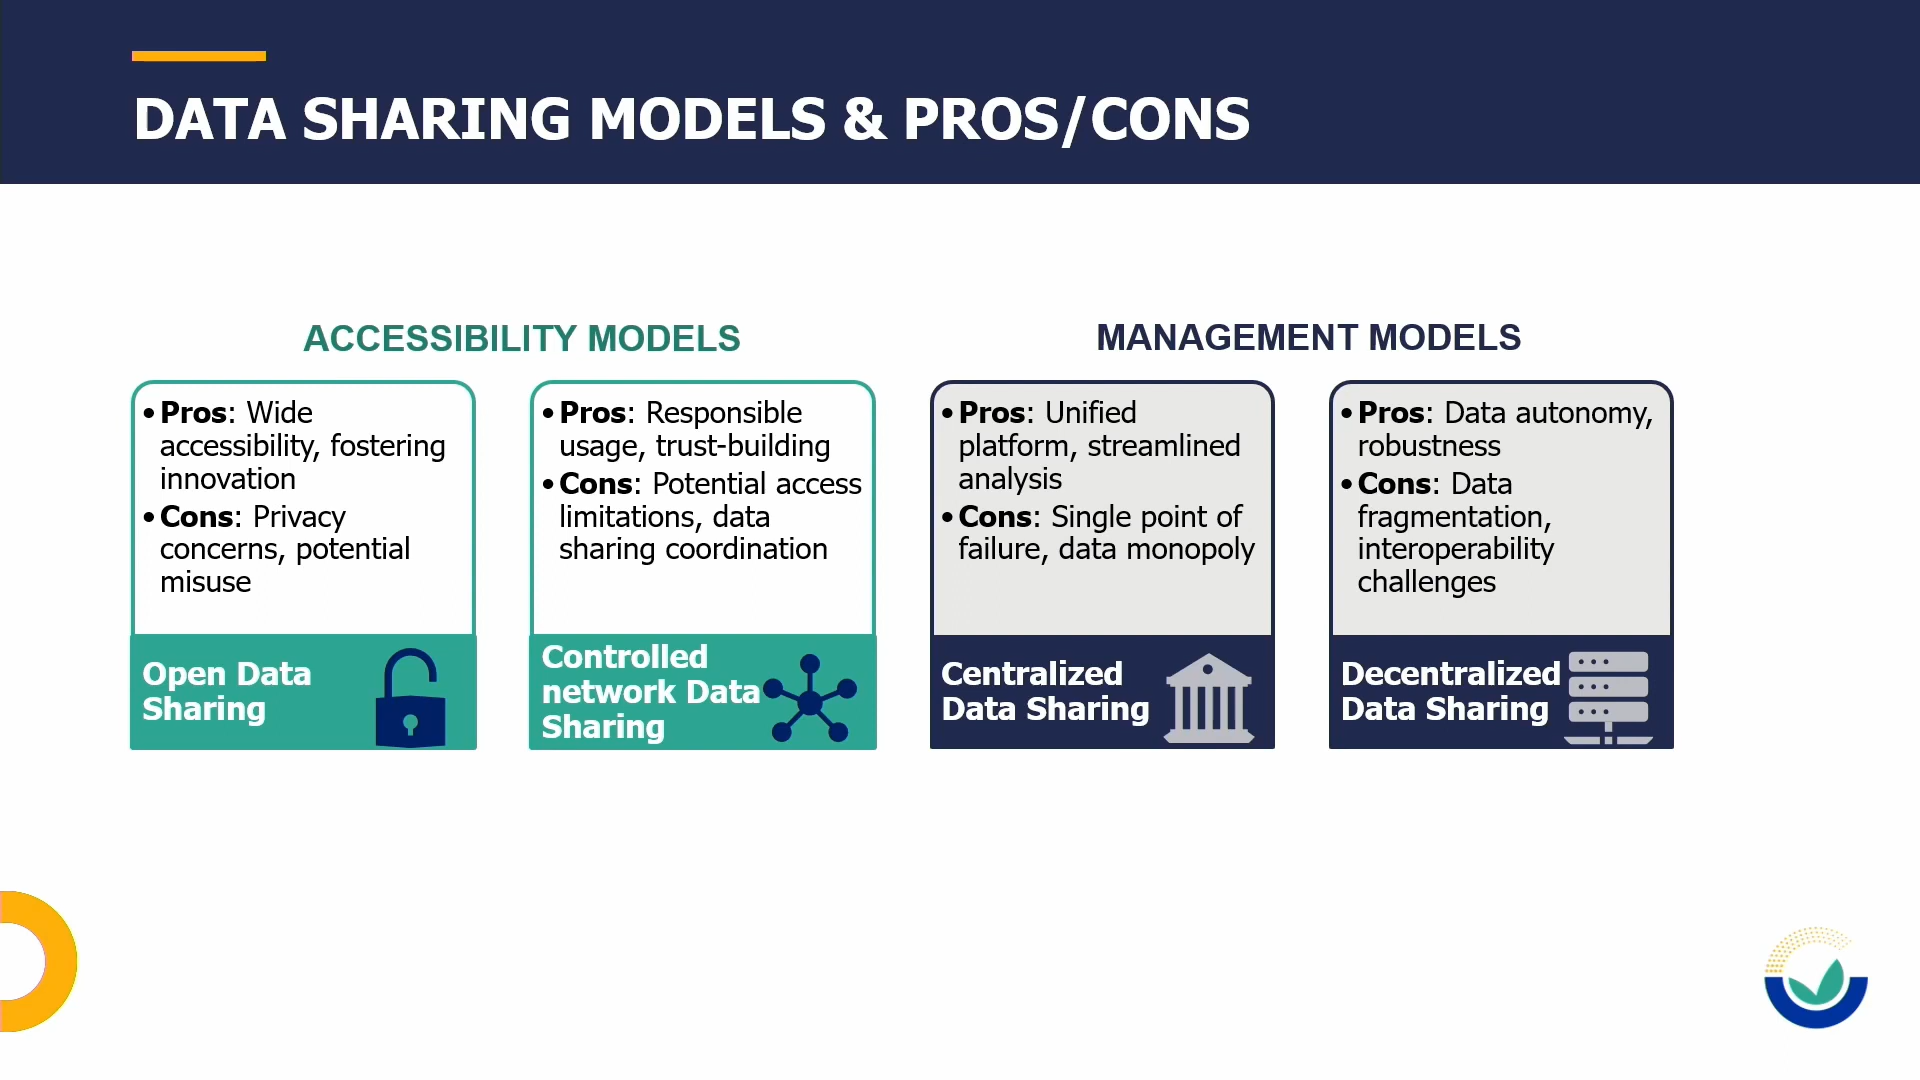 DATA SHARING MODELS & PROS/CONS
ACCESSIBILITY MODELS
• Pros: Wide
accessibility, fostering
innovation
• Cons: Privacy
concerns, potential
misuse
Open Data
Sharing
• Pros: Responsible
usage, trust-building
• Cons: Potential access
limitations, data
sharing coordination
Controlled
network Data
Sharing
MANAGEMENT MODELS
• Pros: Unified
platform, streamlined
analysis
• Cons: Single point of
failure, data monopoly
Centralized
Data Sharing
• Pros: Data autonomy,
robustness
• Cons: Data
fragmentation,
interoperability
challenges
Decentralized
Data Sharing